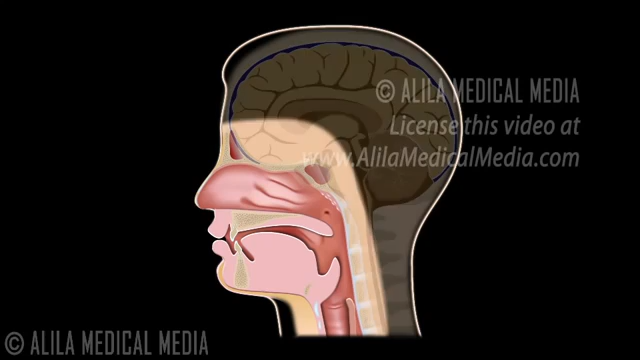 © ALILA MEDICAL MEDIA
License this video at
www.AlilaMedicalMedia.com
© ALILA MEDICAL MEDIA